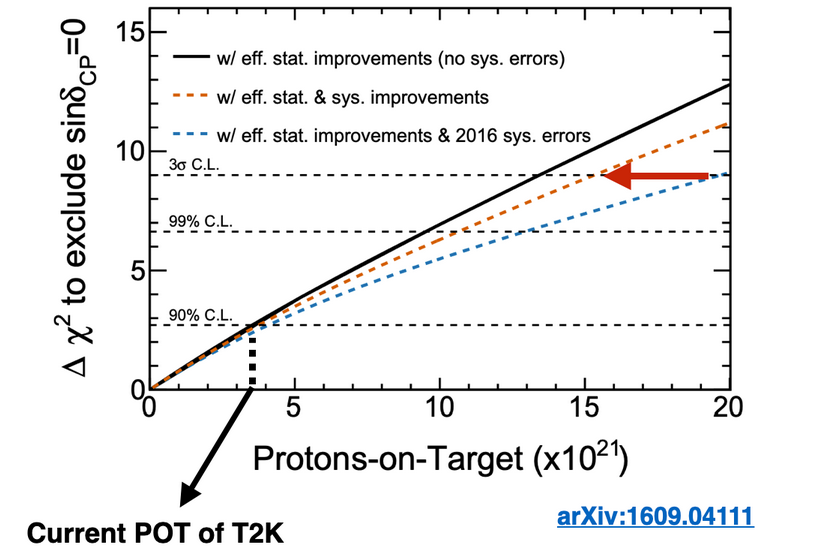 15
w/ eff. stat. improvements (no sys. errors)
w/ eff. stat. & sys. improvements
w/ eff. stat. improvements & 2016 sys. errors
10
3σ C.L.
99% C.L.
5
90% C.L.
0
Δ χ² to exclude sinδCP=0
0 5 10 15 20
Protons-on-Target (x10²¹)
Current POT of T2K
arXiv:1609.04111